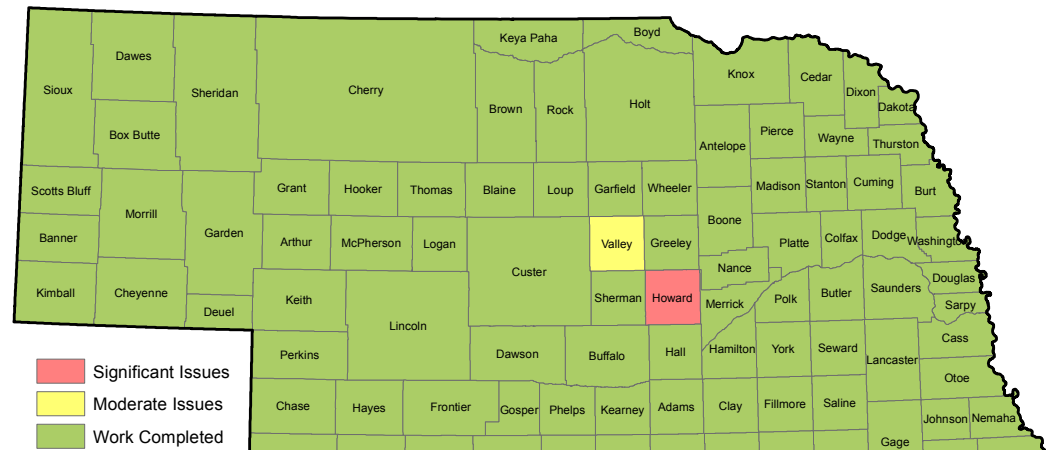 Keya Paha
Boyd
Dawes
Sioux
Sheridan
Cherry
Knox
Cedar
Dixon
Dakota
Brown
Rock
Holt
Box Butte
Antelope
Pierce
Wayne
Thurston
Scotts Bluff
Grant
Hooker
Thomas
Blaine
Loup
Garfield
Wheeler
Madison
Stanton
Cuming
Burt
Morrill
Garden
Banner
Arthur
McPherson
Logan
Custer
Valley
Greeley
Boone
Platte
Colfax
Dodge
Washington
Nance
Kimball
Cheyenne
Deuel
Keith
Lincoln
Sherman
Howard
Merrick
Polk
Butler
Saunders
Douglas
Sarpy
Perkins
Dawson
Buffalo
Hall
Hamilton
York
Seward
Lancaster
Cass
Otoe
Chase
Hayes
Frontier
Gosper
Phelps
Kearney
Adams
Clay
Fillmore
Saline
Gage
Johnson
Nemaha
Significant Issues
Moderate Issues
Work Completed